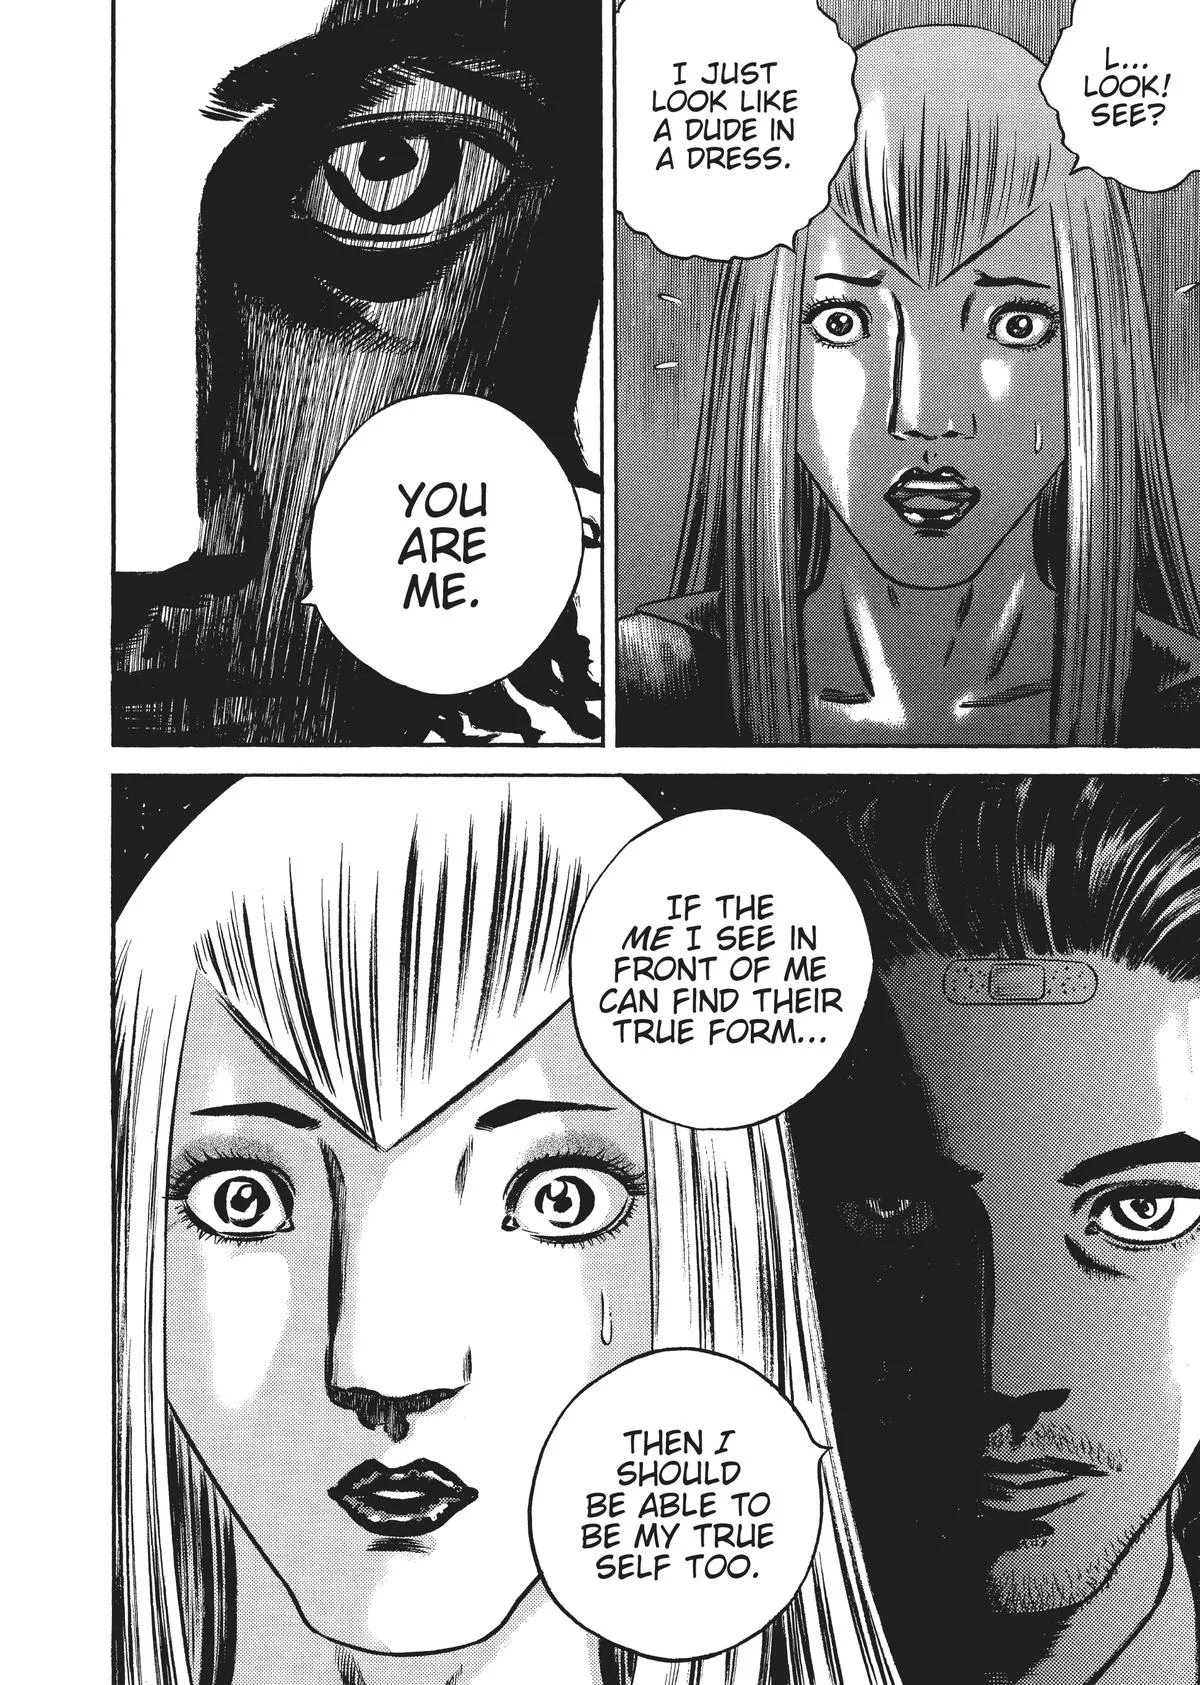 L...
LOOK!
SEE?
I JUST
LOOK LIKE
A DUDE IN
A DRESS.
YOU
ARE
ME.
IF THE
ME I SEE IN
FRONT OF ME
CAN FIND THEIR
TRUE FORM...
THEN I
SHOULD
BE ABLE TO
BE MY TRUE
SELF TOO.